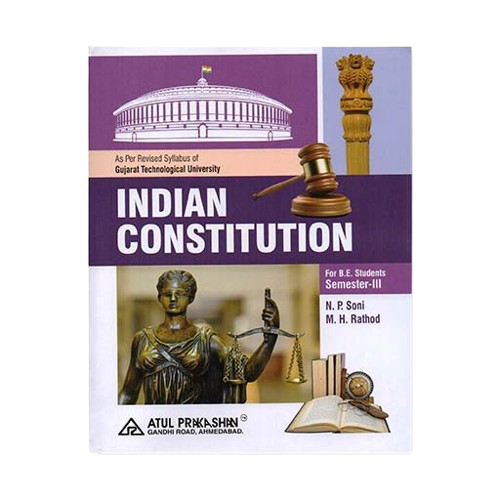 As Per Revised Syllabus of
Gujarat Technological University
INDIAN
CONSTITUTION
For B.E. Students
Semester-III
N. P. Soni
M. H. Rathod
ATUL PRAKASHAN™
GANDHI ROAD, AHMEDABAD.